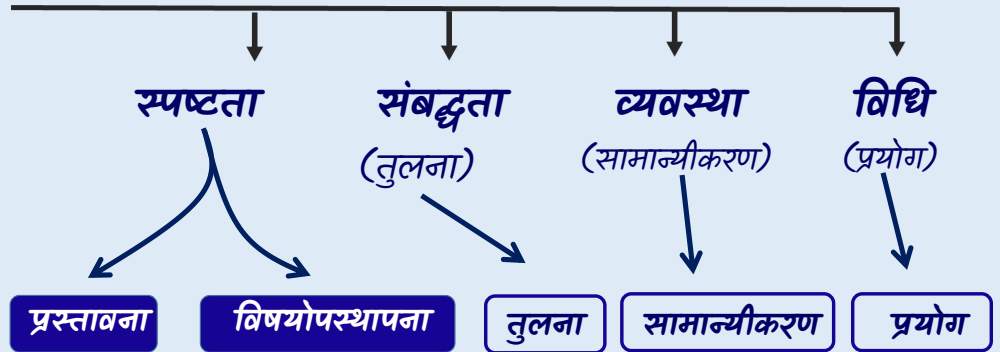 स्पष्टता संबद्धता व्यवस्था विधि
(तुलना) (सामान्यीकरण) (प्रयोग)
प्रस्तावना विषयोपस्थापना तुलना सामान्यीकरण प्रयोग